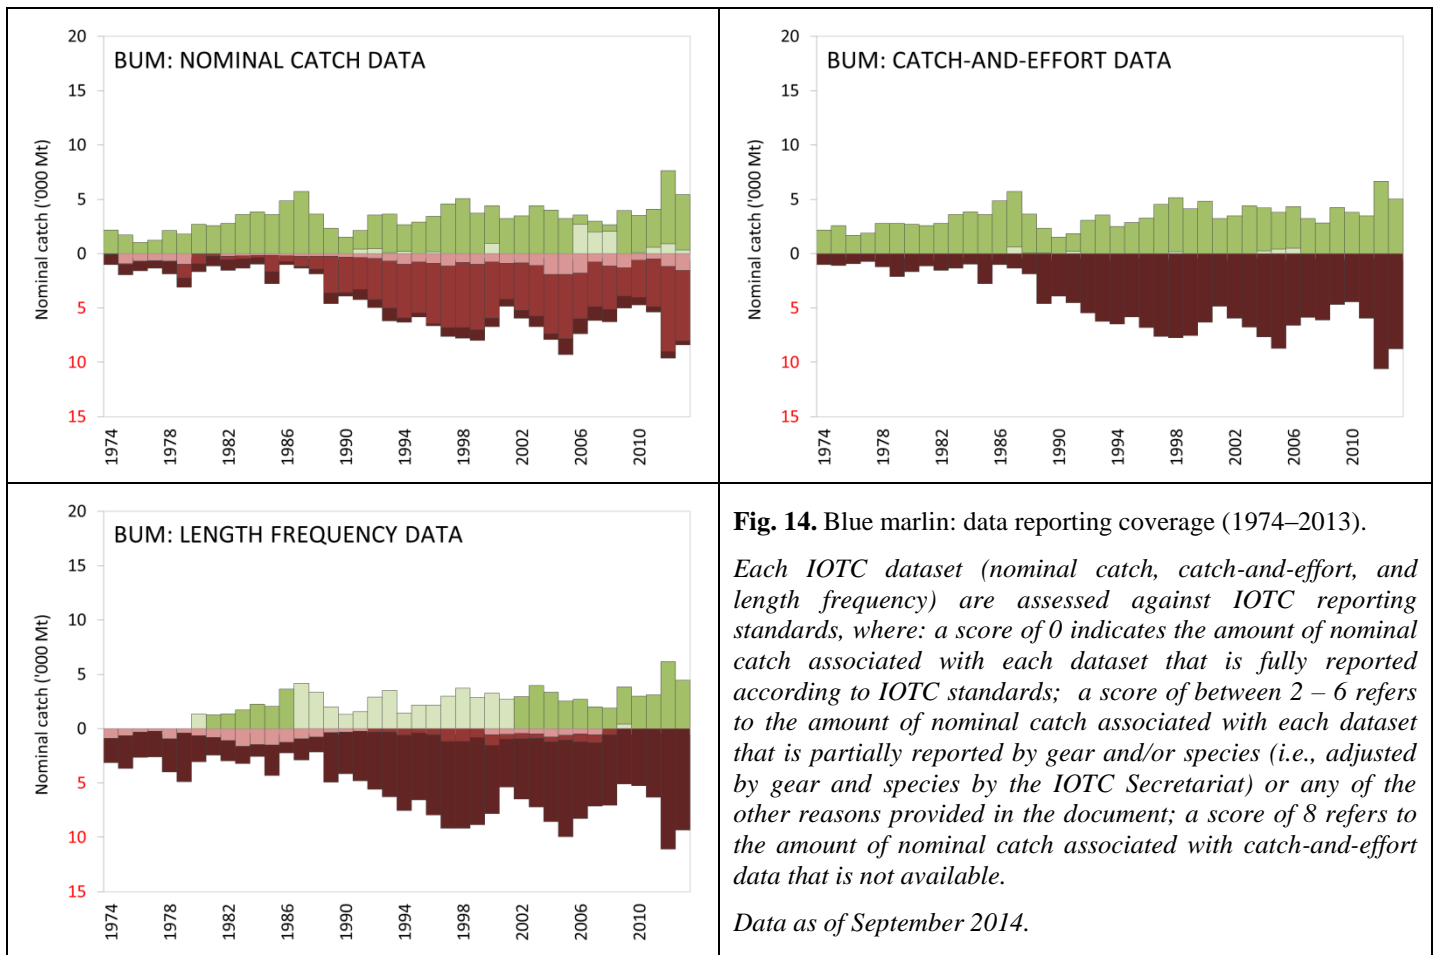 BUM: NOMINAL CATCH DATA
Nominal catch ('000 Mt)
20
15
10
5
0
5
10
15
1974
1978
1982
1986
1990
1994
1998
2002
2006
2010
BUM: CATCH-AND-EFFORT DATA
Nominal catch ('000 Mt)
20
15
10
5
0
5
10
15
1974
1978
1982
1986
1990
1994
1998
2002
2006
2010
BUM: LENGTH FREQUENCY DATA
Nominal catch ('000 Mt)
20
15
10
5
0
5
10
15
1974
1978
1982
1986
1990
1994
1998
2002
2006
2010
Fig. 14. Blue marlin: data reporting coverage (1974–2013).
Each IOTC dataset (nominal catch, catch-and-effort, and
length frequency) are assessed against IOTC reporting
standards, where: a score of 0 indicates the amount of nominal
catch associated with each dataset that is fully reported
according to IOTC standards; a score of between 2 – 6 refers
to the amount of nominal catch associated with each dataset
that is partially reported by gear and/or species (i.e., adjusted
by gear and species by the IOTC Secretariat) or any of the
other reasons provided in the document; a score of 8 refers to
the amount of nominal catch associated with catch-and-effort
data that is not available.
Data as of September 2014.